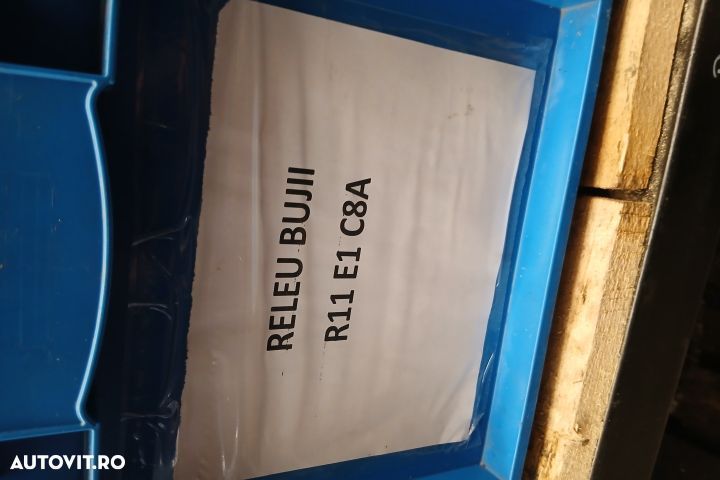 RELEU BUJII
R11 E1 C8A
AUTOVIT.RO